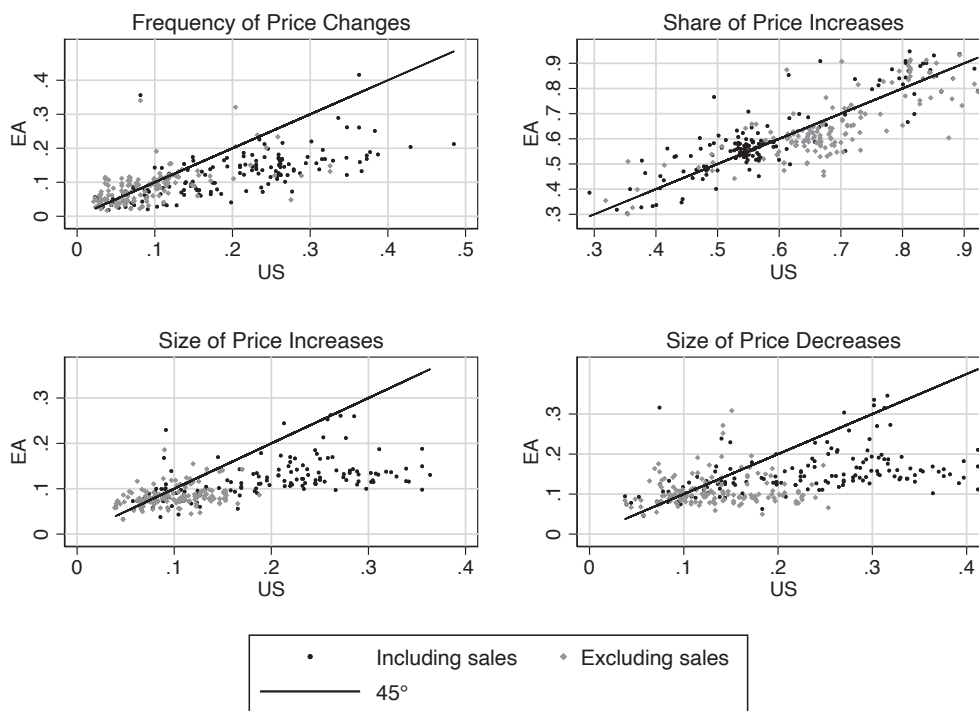 Frequency of Price Changes
.4
.3
.2
.1
0
EA
0 .1 .2 .3 .4 .5
US
Share of Price Increases
.9
.8
.7
.6
.5
.4
.3
EA
.3 .4 .5 .6 .7 .8 .9
US
Size of Price Increases
.3
.2
.1
0
EA
0 .1 .2 .3 .4
US
Size of Price Decreases
.3
.2
.1
0
EA
0 .1 .2 .3 .4
US
Including sales Excluding sales
45°